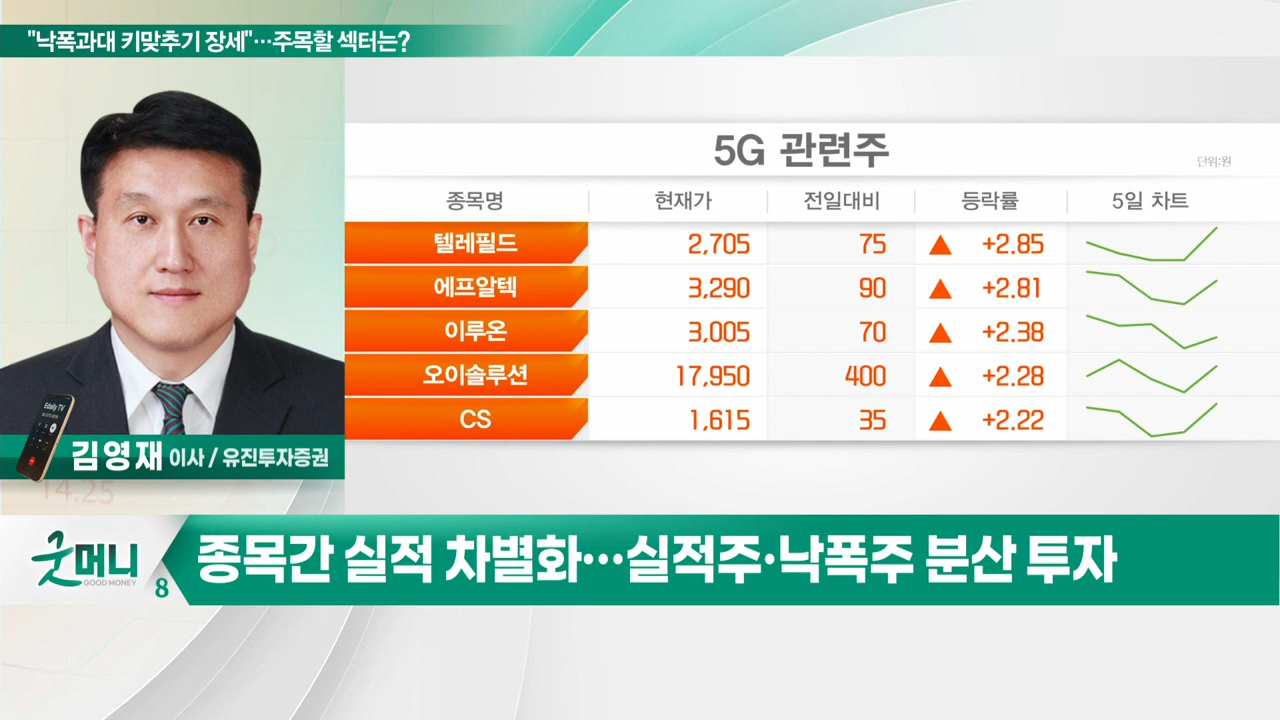 "낙폭과대 키맞추기 장세"…주목할 섹터는?
5G 관련주
단위:원
종목명 현재가 전일대비 등락률 5일 차트
텔레필드 2,705 75 ▲ +2.85
에프알텍 3,290 90 ▲ +2.81
이루온 3,005 70 ▲ +2.38
오이솔루션 17,950 400 ▲ +2.28
CS 1,615 35 ▲ +2.22
Edaily TV
김영재 이사 / 유진투자증권
14.25
굿머니
GOOD MONEY
8
종목간 실적 차별화…실적주·낙폭주 분산 투자